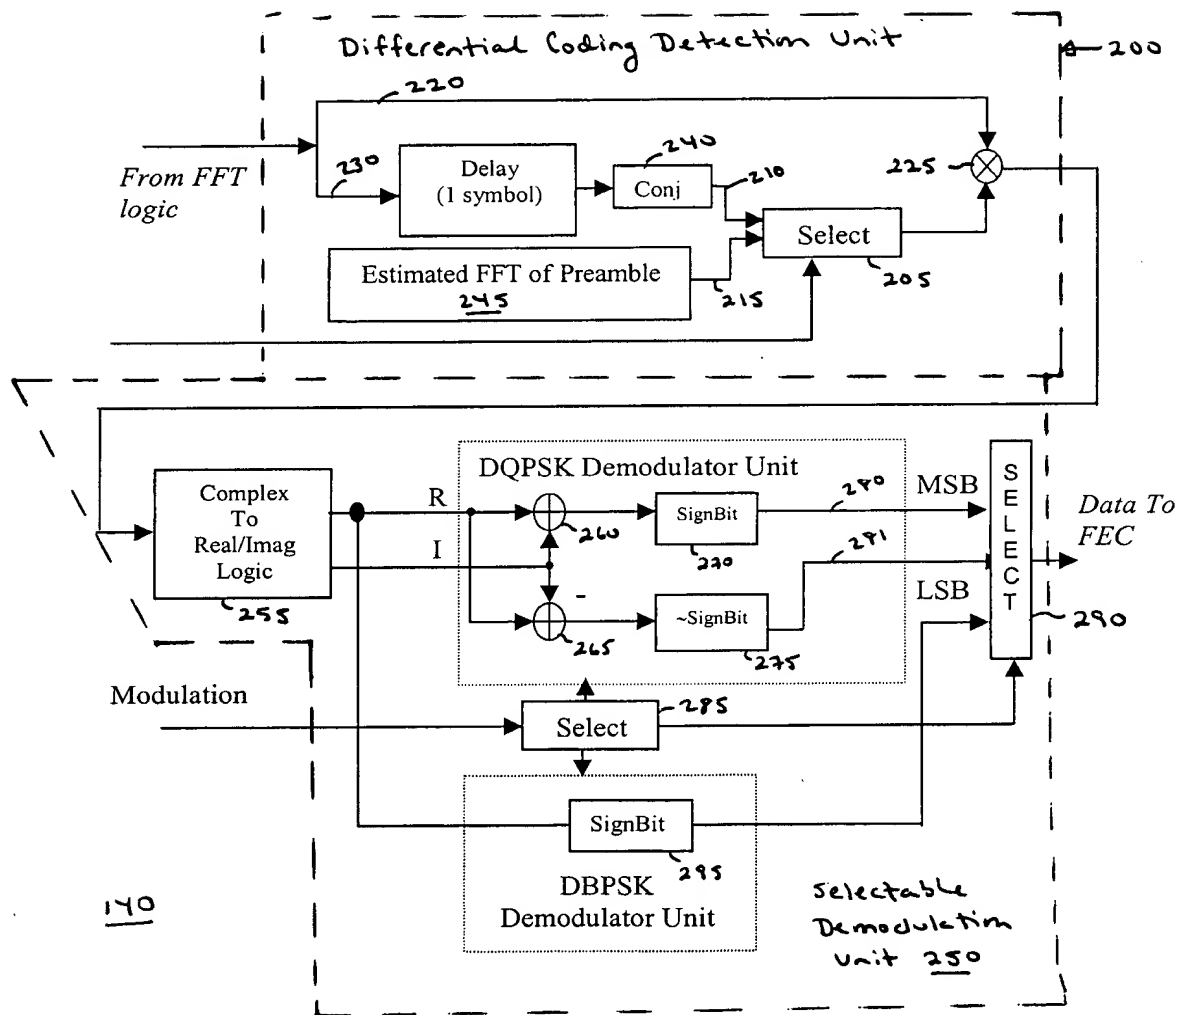 Differential Coding Detection Unit
200
220
From FFT
logic
230
Delay
(1 symbol)
240
Conj
210
225
Select
205
Estimated FFT of Preamble
245
215
DQPSK Demodulator Unit
Complex
To
Real/Imag
Logic
255
R
I
260
SignBit
270
280
MSB
-
265
~SignBit
275
281
LSB
SELECT
290
Data To
FEC
Modulation
Select
285
SignBit
295
DBPSK
Demodulator Unit
140
Selectable
Demodulation
Unit 250